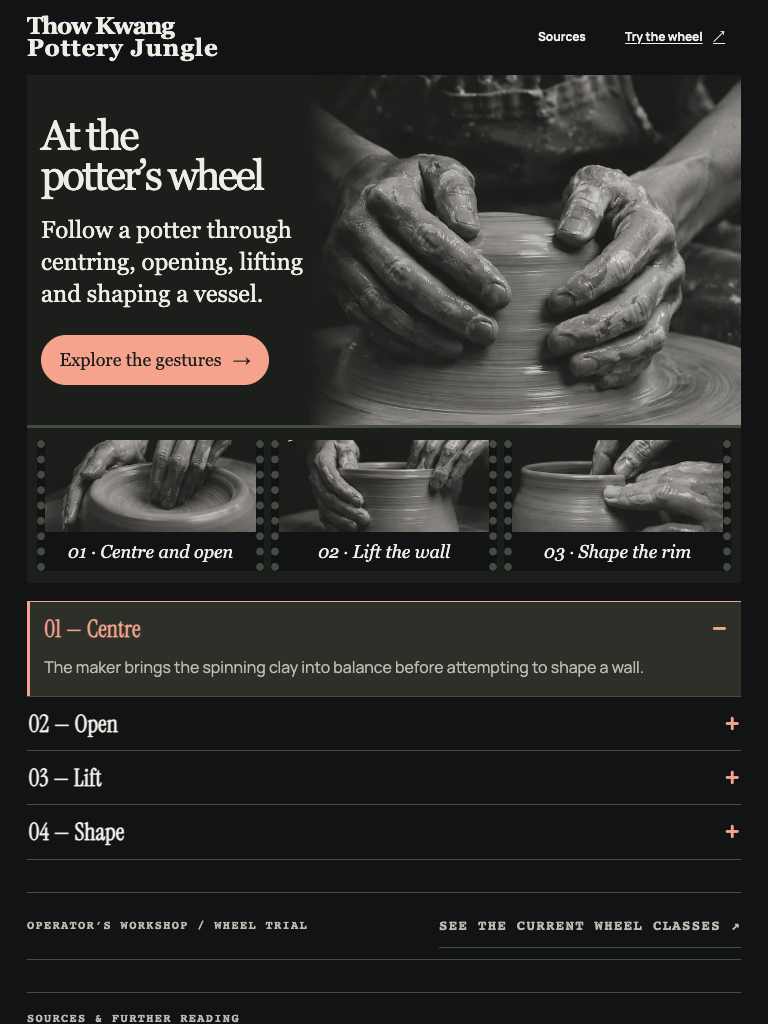 Thow Kwang
Pottery Jungle
Sources
Try the wheel ↗
At the
potter's wheel
Follow a potter through
centring, opening, lifting
and shaping a vessel.
Explore the gestures →
01 · Centre and open
02 · Lift the wall
03 · Shape the rim
01 — Centre
The maker brings the spinning clay into balance before attempting to shape a wall.
02 — Open
03 — Lift
04 — Shape
OPERATOR'S WORKSHOP / WHEEL TRIAL
SEE THE CURRENT WHEEL CLASSES ↗
SOURCES & FURTHER READING